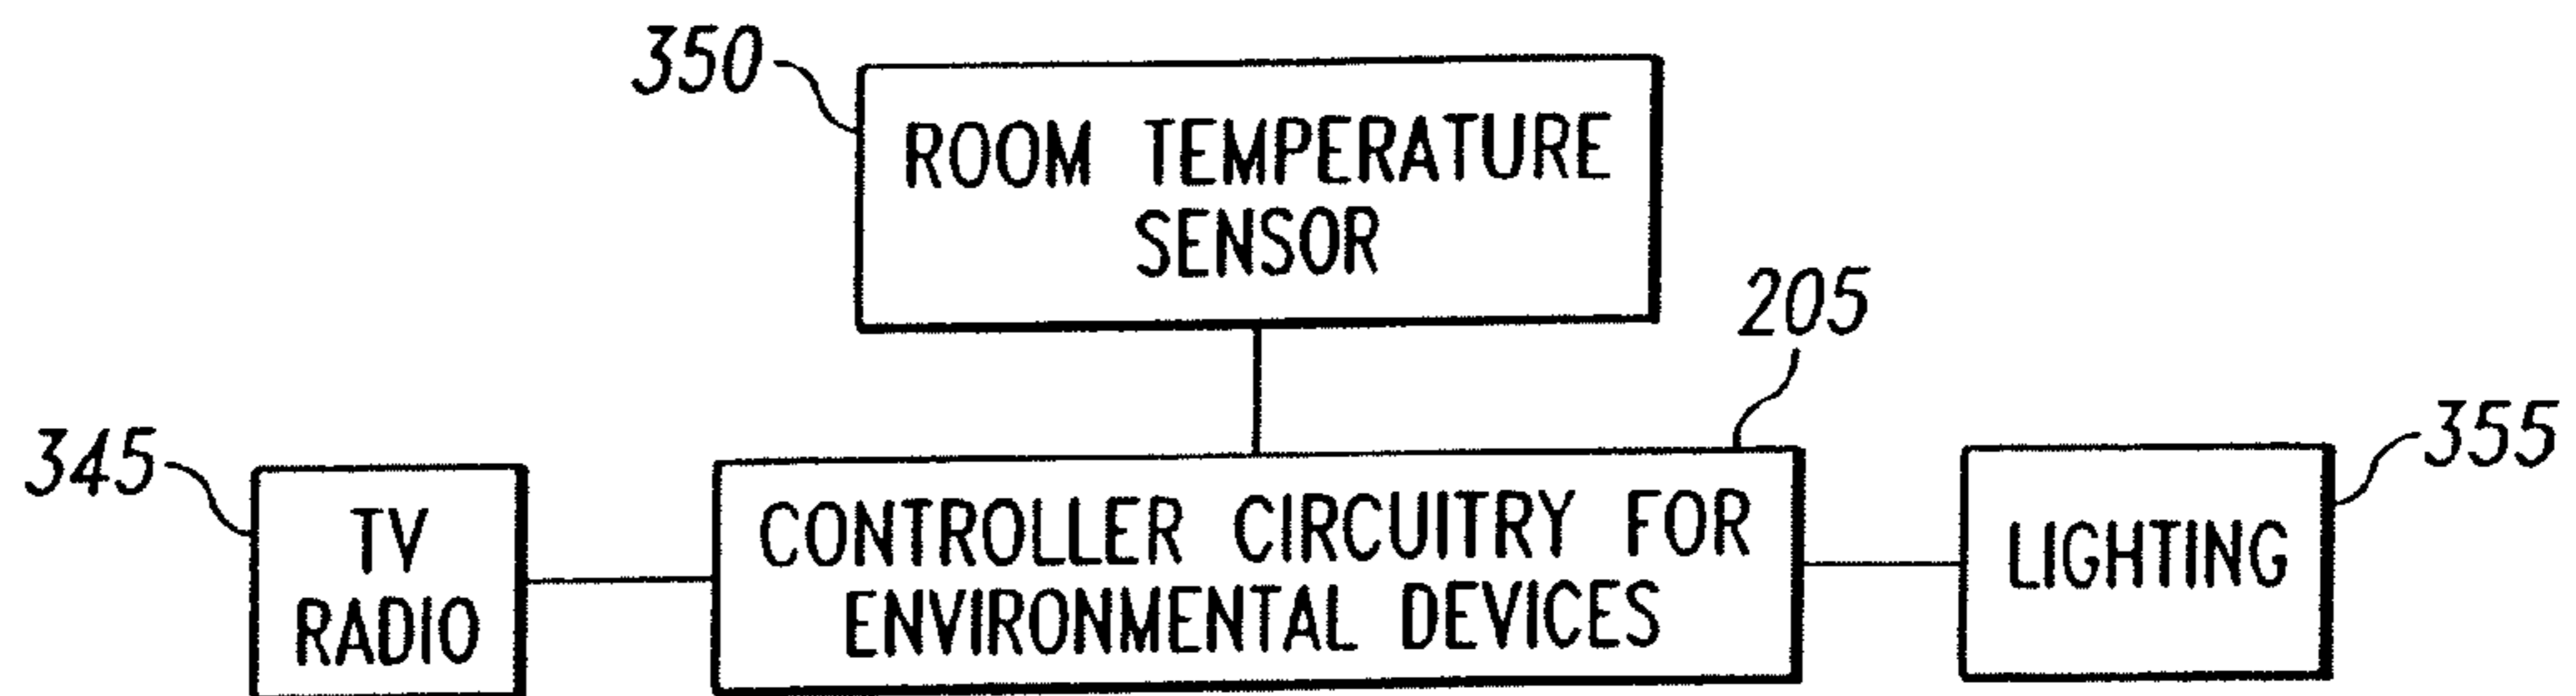 350
ROOM TEMPERATURE
SENSOR
205
345
TV
RADIO
CONTROLLER CIRCUITRY FOR
ENVIRONMENTAL DEVICES
LIGHTING
355